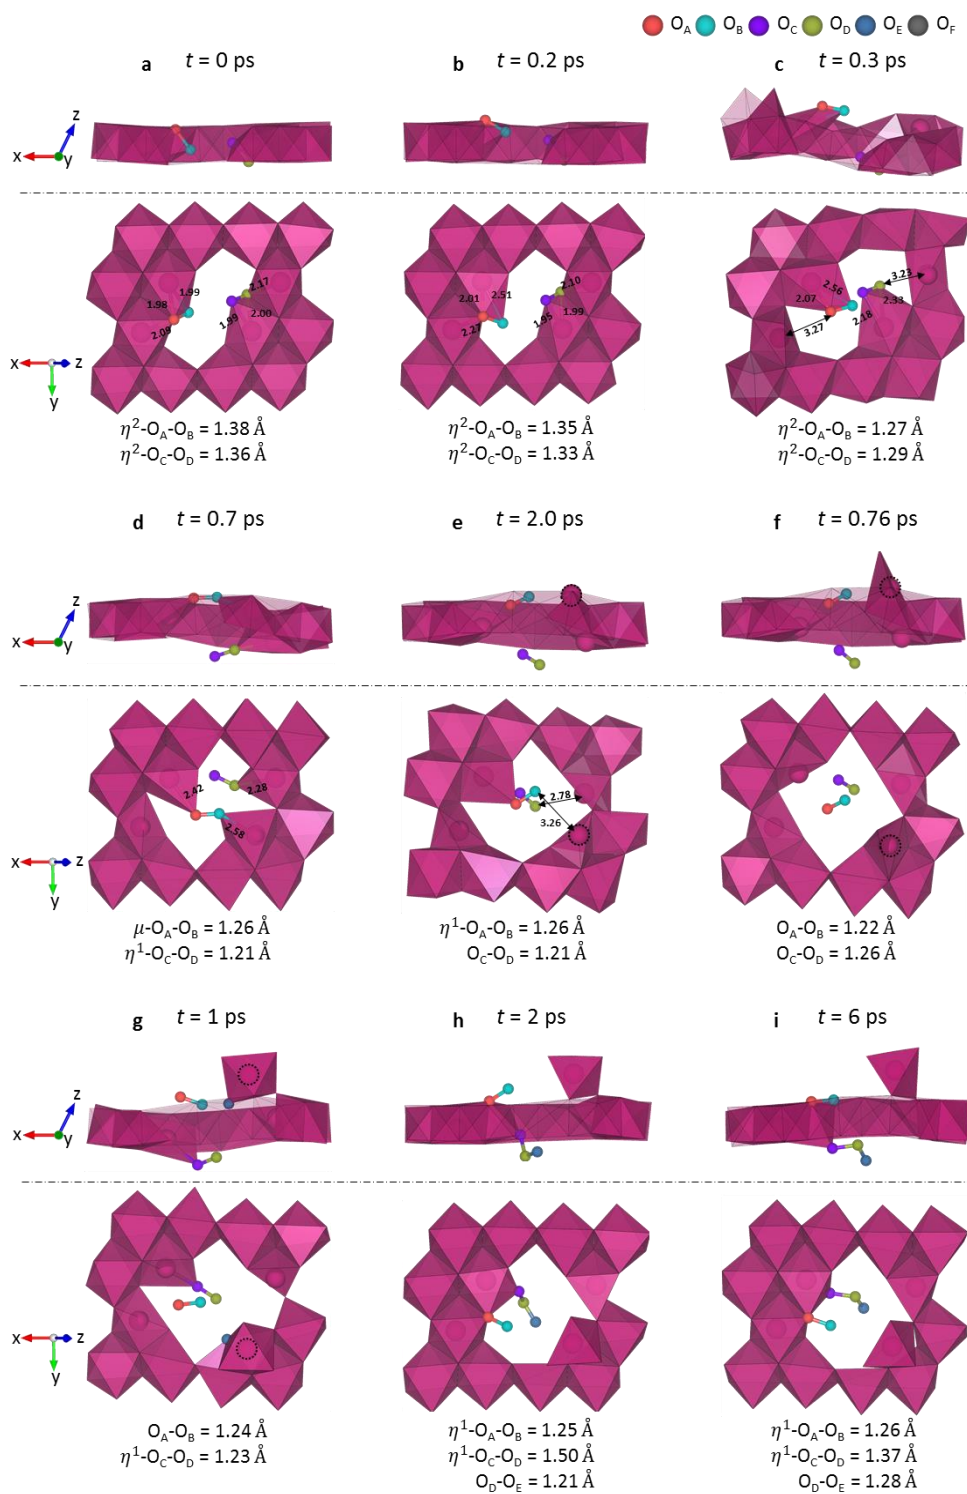 O_A O_B O_C O_D O_E O_F
a t = 0 ps b t = 0.2 ps c t = 0.3 ps
z x y
1.98 1.99 2.09 2.17 1.99 2.00
2.01 2.51 2.27 2.10 1.95 1.99
2.56 2.07 3.27 3.23 2.33 2.18
x z y
η²-O_A-O_B = 1.38 Å η²-O_A-O_B = 1.35 Å η²-O_A-O_B = 1.27 Å
η²-O_C-O_D = 1.36 Å η²-O_C-O_D = 1.33 Å η²-O_C-O_D = 1.29 Å
d t = 0.7 ps e t = 2.0 ps f t = 0.76 ps
z x y
2.42 2.28 2.58
2.78 3.26
x z y
μ-O_A-O_B = 1.26 Å η¹-O_A-O_B = 1.26 Å O_A-O_B = 1.22 Å
η¹-O_C-O_D = 1.21 Å O_C-O_D = 1.21 Å O_C-O_D = 1.26 Å
g t = 1 ps h t = 2 ps i t = 6 ps
z x y
x z y
O_A-O_B = 1.24 Å η¹-O_A-O_B = 1.25 Å η¹-O_A-O_B = 1.26 Å
η¹-O_C-O_D = 1.23 Å η¹-O_C-O_D = 1.50 Å η¹-O_C-O_D = 1.37 Å
O_D-O_E = 1.21 Å O_D-O_E = 1.28 Å